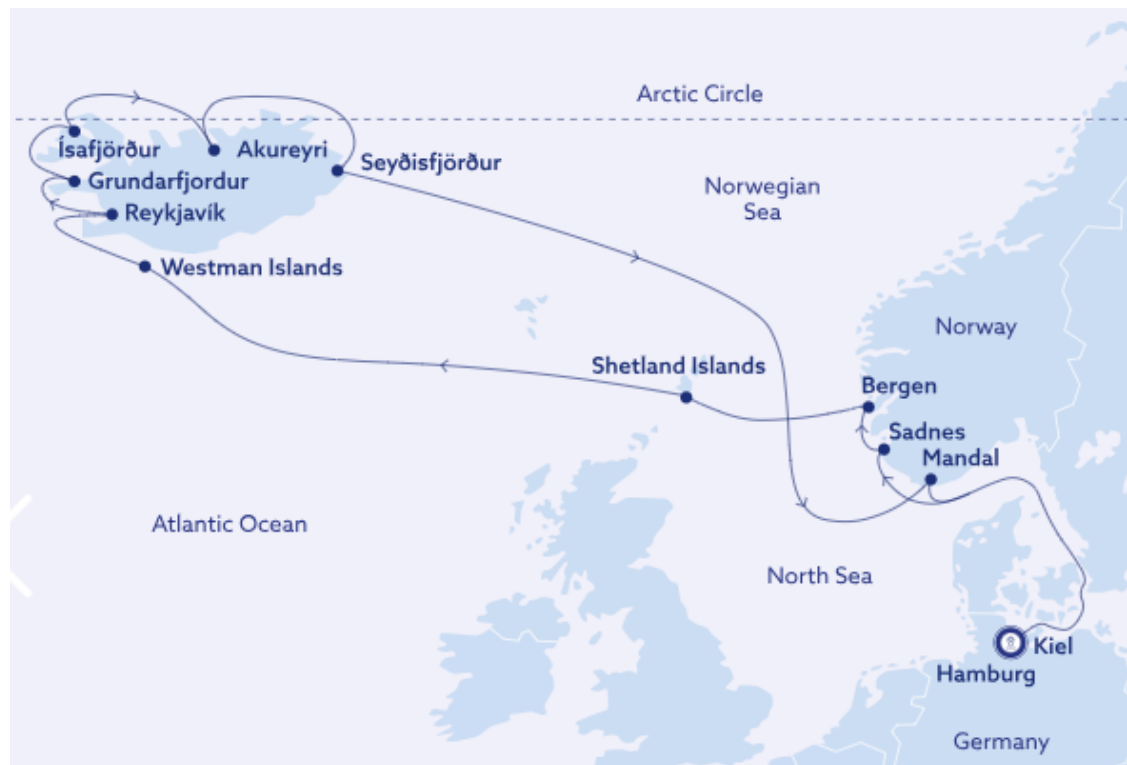 Arctic Circle
Ísafjörður
Akureyri
Seyðisfjörður
Grundarfjordur
Norwegian
Sea
Reykjavík
Westman Islands
Norway
Shetland Islands
Bergen
Sadnes
Mandal
Atlantic Ocean
North Sea
Kiel
Hamburg
Germany